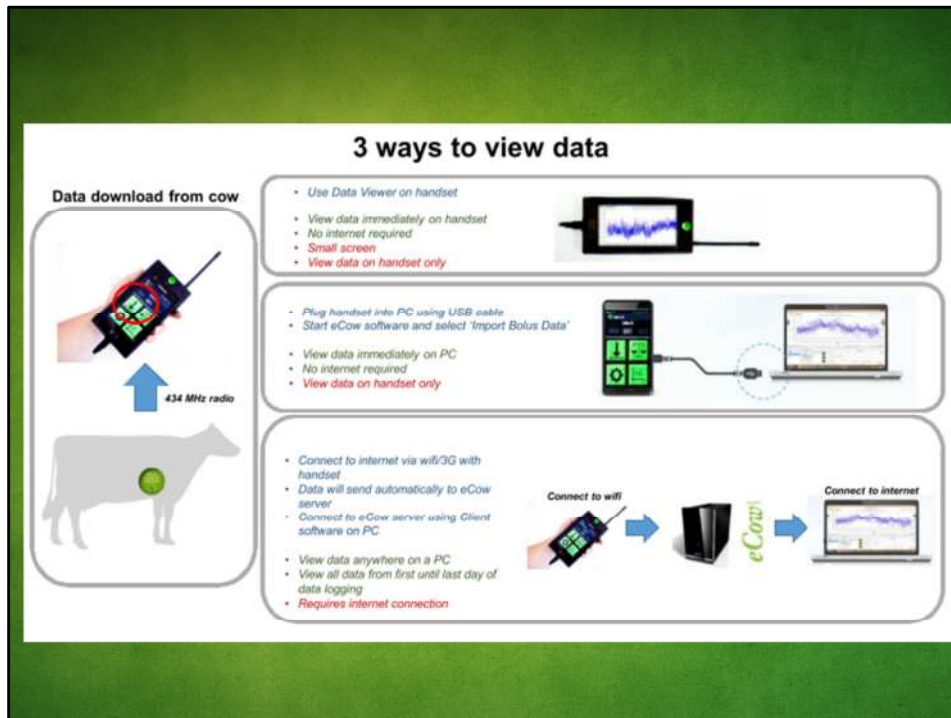 3 ways to view data
Data download from cow
434 MHz radio
• Use Data Viewer on handset
• View data immediately on handset
• No internet required
• Small screen
• View data on handset only
• Plug handset into PC using USB cable
• Start eCow software and select 'Import Bolus Data'
• View data immediately on PC
• No internet required
• View data on handset only
• Connect to internet via wifi/3G with
handset
• Data will send automatically to eCow
server
• Connect to eCow server using Client
software on PC
• View data anywhere on a PC
• View all data from first until last day of
data logging
• Requires internet connection
Connect to wifi
eCow
Connect to internet